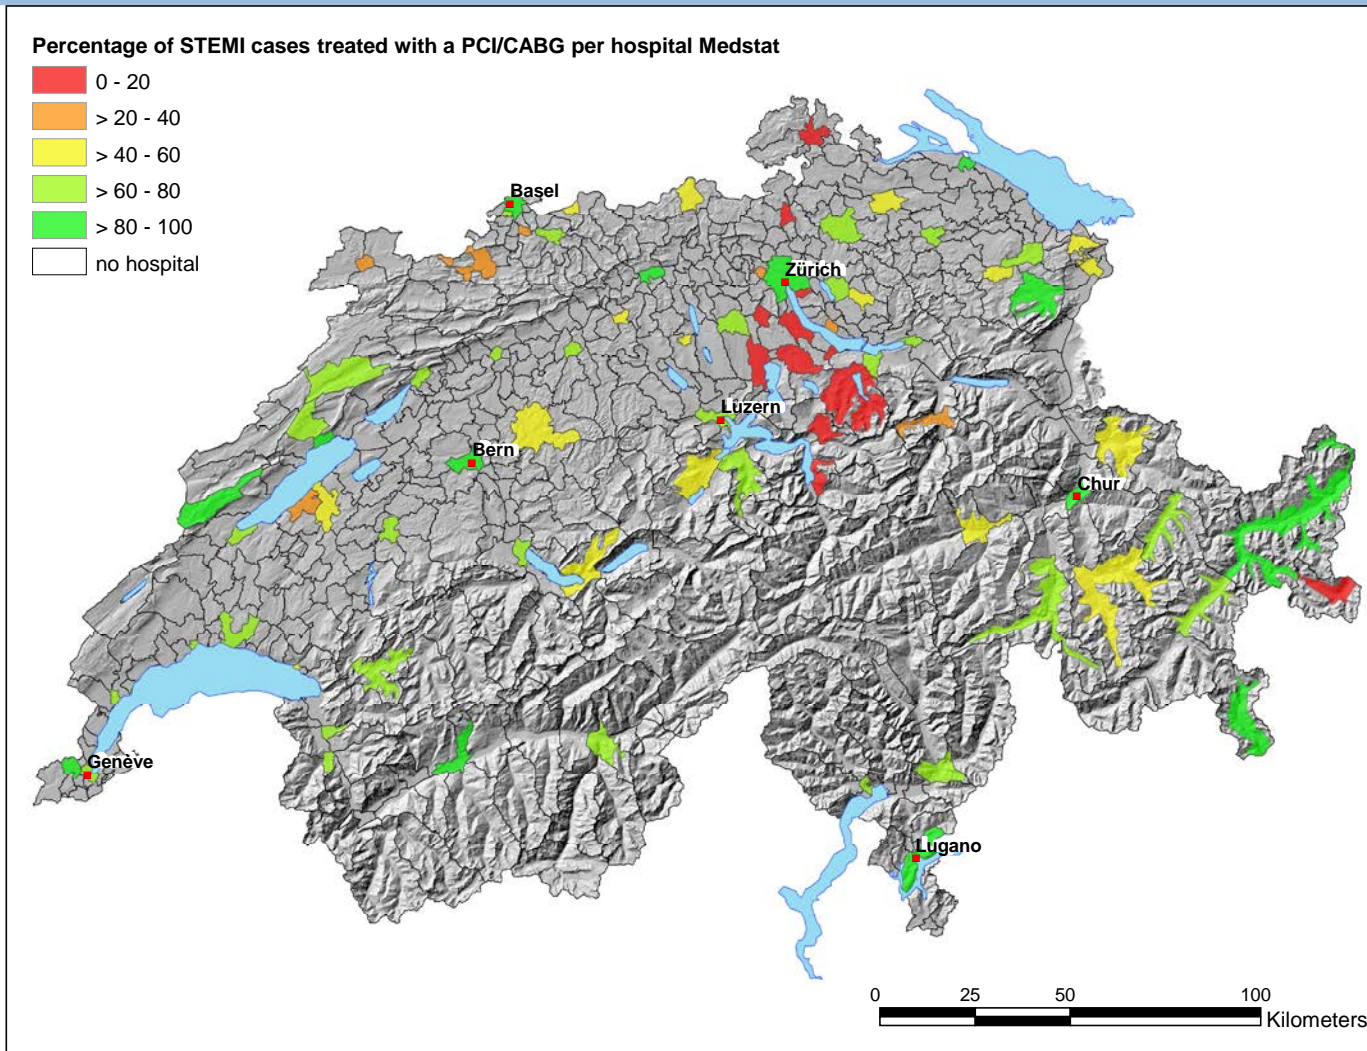 Percentage of STEMI cases treated with a PCI/CABG per hospital Medstat
0 - 20
> 20 - 40
> 40 - 60
> 60 - 80
> 80 - 100
no hospital
Basel
Zürich
Luzern
Bern
Chur
Genève
Lugano
0 25 50 100
Kilometers